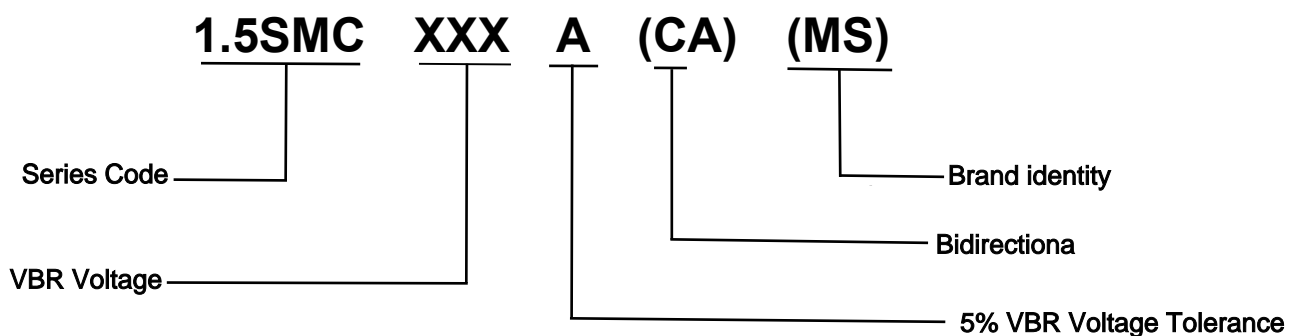 1.5SMC XXX A (CA) (MS)
Series Code
Brand identity
Bidirectiona
VBR Voltage
5% VBR Voltage Tolerance